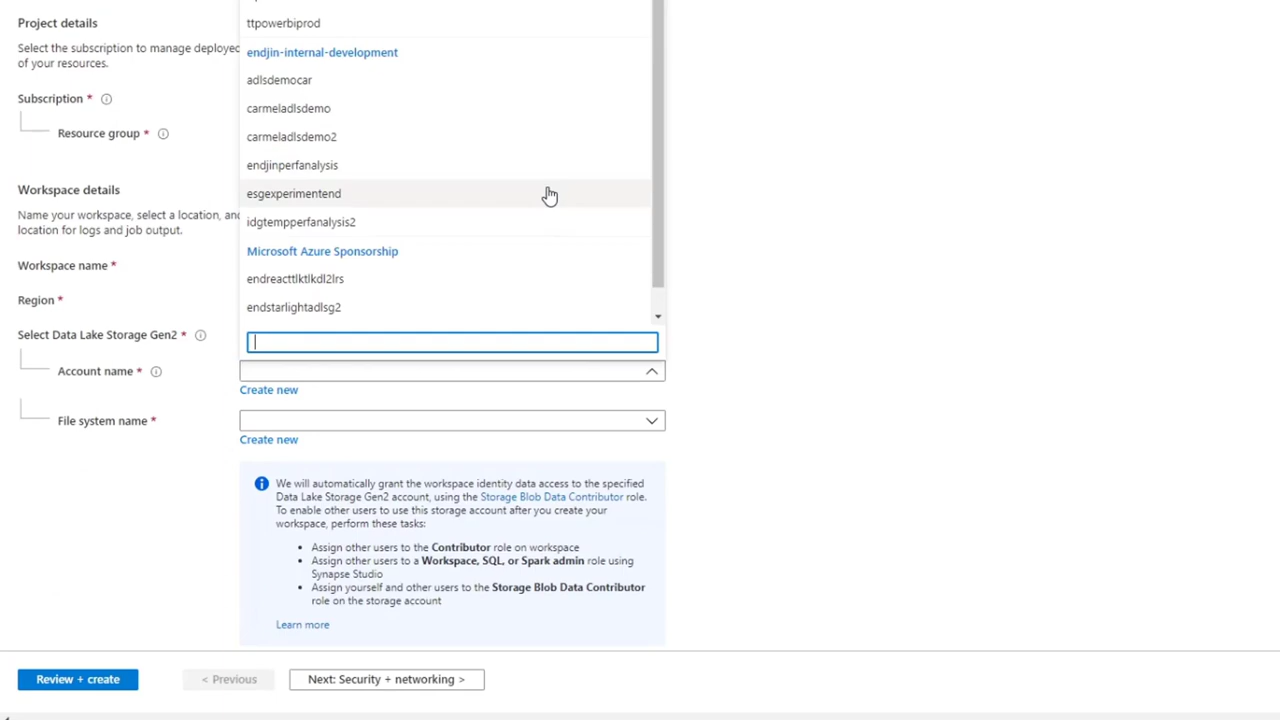 Project details
Select the subscription to manage deployed
of your resources.
Subscription *
Resource group *
Workspace details
Name your workspace, select a location, and
location for logs and job output.
Workspace name *
Region *
Select Data Lake Storage Gen2 *
Account name *
File system name *
ttpowerbiprod
endjin-internal-development
adlsdemocar
carmeladlsdemo
carmeladlsdemo2
endjinperfanalysis
esgexperimentend
idgtempperfanalysis2
Microsoft Azure Sponsorship
endreacttlktlkdl2lrs
endstarlightadlsg2
Create new
Create new
We will automatically grant the workspace identity data access to the specified
Data Lake Storage Gen2 account, using the Storage Blob Data Contributor role.
To enable other users to use this storage account after you create your
workspace, perform these tasks:
• Assign other users to the Contributor role on workspace
• Assign other users to a Workspace, SQL, or Spark admin role using
Synapse Studio
• Assign yourself and other users to the Storage Blob Data Contributor
role on the storage account
Learn more
Review + create
< Previous
Next: Security + networking >